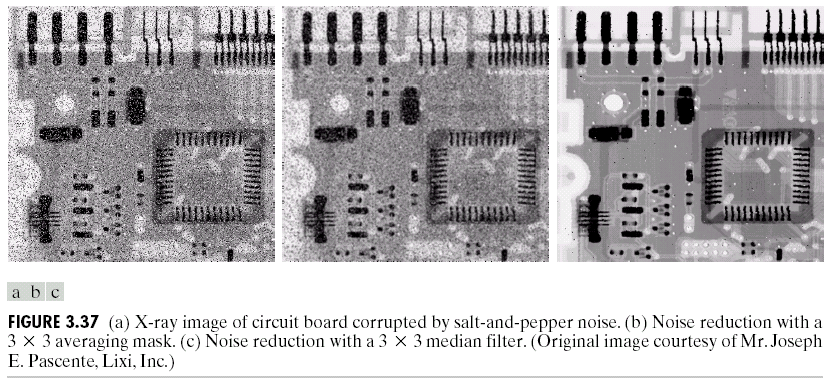 a b c
FIGURE 3.37 (a) X-ray image of circuit board corrupted by salt-and-pepper noise. (b) Noise reduction with a
3 × 3 averaging mask. (c) Noise reduction with a 3 × 3 median filter. (Original image courtesy of Mr. Joseph
E. Pascente, Lixi, Inc.)